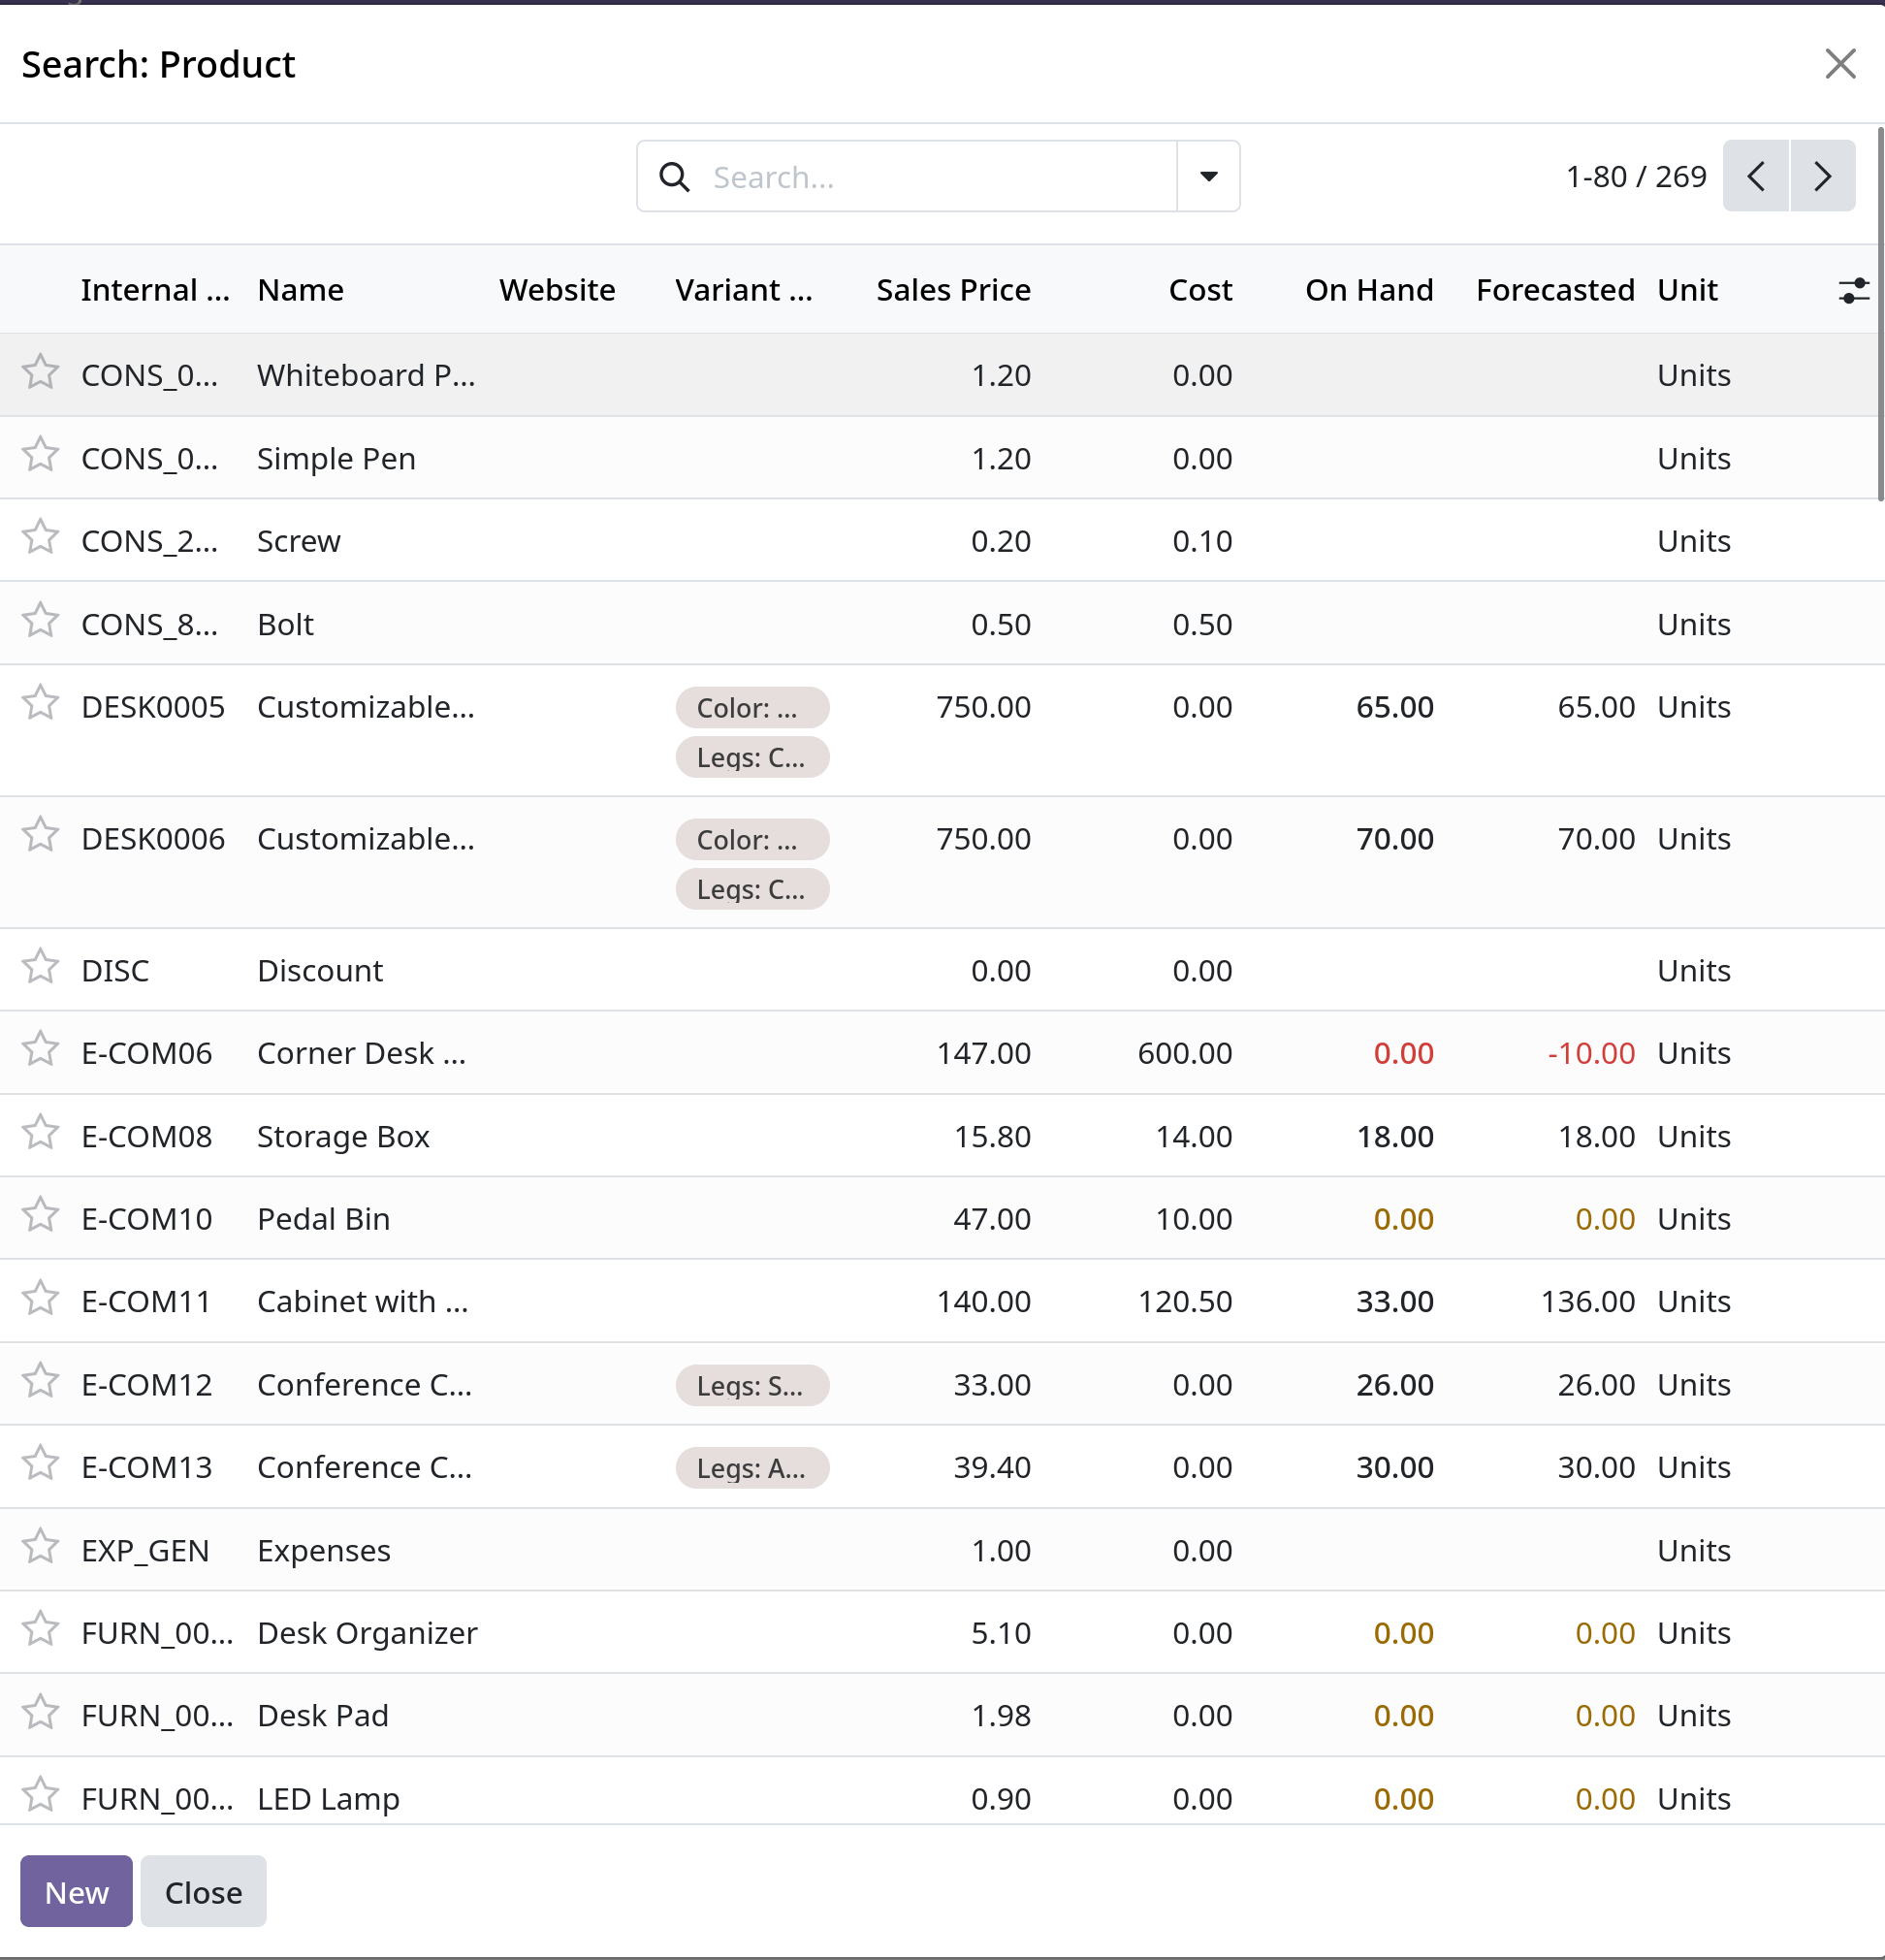 Search: Product
Search...
1-80 / 269
Internal ... Name Website Variant ... Sales Price Cost On Hand Forecasted Unit
CONS_0... Whiteboard P... 1.20 0.00 Units
CONS_0... Simple Pen 1.20 0.00 Units
CONS_2... Screw 0.20 0.10 Units
CONS_8... Bolt 0.50 0.50 Units
DESK0005 Customizable... Color: ... 750.00 0.00 65.00 65.00 Units
Legs: C...
DESK0006 Customizable... Color: ... 750.00 0.00 70.00 70.00 Units
Legs: C...
DISC Discount 0.00 0.00 Units
E-COM06 Corner Desk ... 147.00 600.00 0.00 -10.00 Units
E-COM08 Storage Box 15.80 14.00 18.00 18.00 Units
E-COM10 Pedal Bin 47.00 10.00 0.00 0.00 Units
E-COM11 Cabinet with ... 140.00 120.50 33.00 136.00 Units
E-COM12 Conference C... Legs: S... 33.00 0.00 26.00 26.00 Units
E-COM13 Conference C... Legs: A... 39.40 0.00 30.00 30.00 Units
EXP_GEN Expenses 1.00 0.00 Units
FURN_00... Desk Organizer 5.10 0.00 0.00 0.00 Units
FURN_00... Desk Pad 1.98 0.00 0.00 0.00 Units
FURN_00... LED Lamp 0.90 0.00 0.00 0.00 Units
New Close